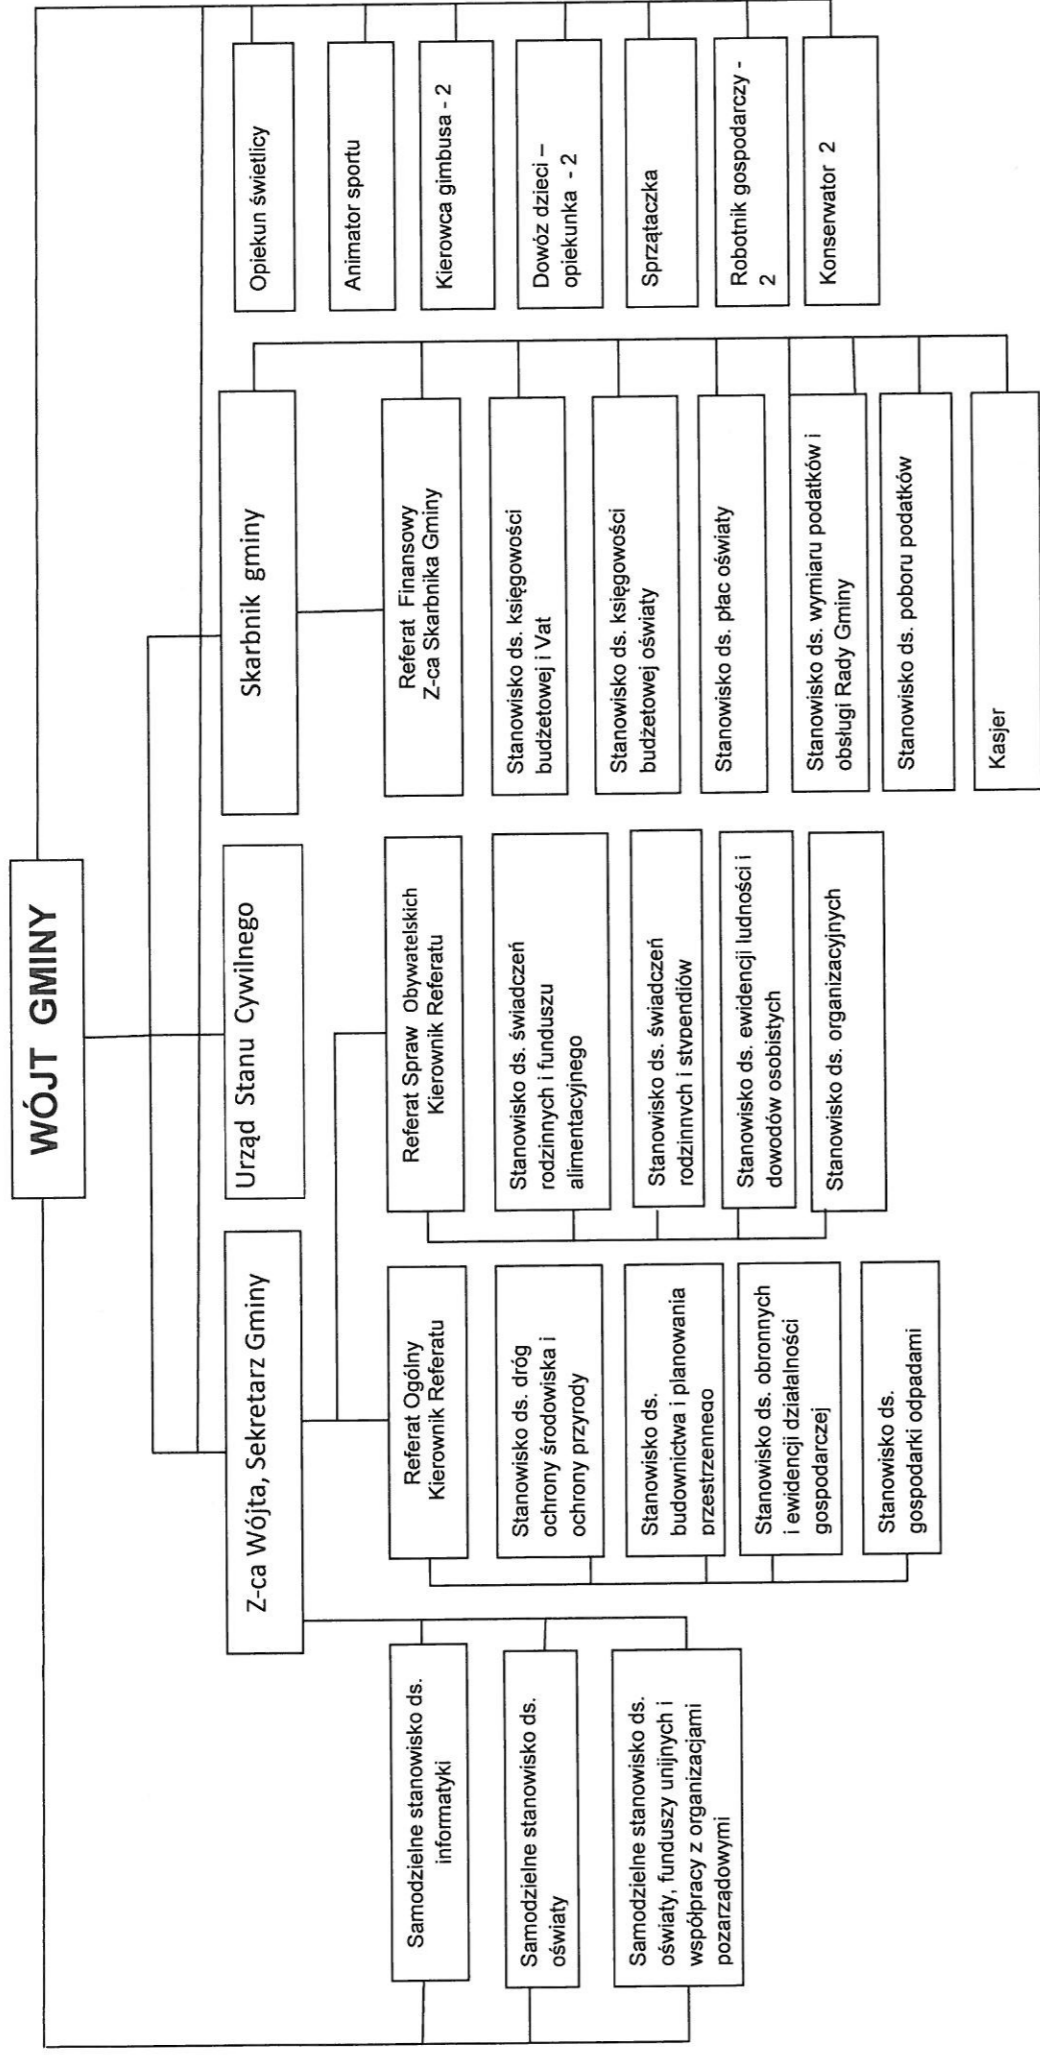 WÓJT GMINY
Z-ca Wójta, Sekretarz Gminy
Urząd Stanu Cywilnego
Skarbnik gminy
Samodzielne stanowisko ds.
informatyki
Samodzielne stanowisko ds.
oświaty
Samodzielne stanowisko ds.
oświaty, funduszy unijnych i
współpracy z organizacjami
pozarządowymi
Referat Ogólny
Kierownik Referatu
Stanowisko ds. dróg
ochrony środowiska i
ochrony przyrody
Stanowisko ds.
budownictwa i planowania
przestrzennego
Stanowisko ds. obronnych
i ewidencji działalności
gospodarczej
Stanowisko ds.
gospodarki odpadami
Referat Spraw Obywatelskich
Kierownik Referatu
Stanowisko ds. świadczeń
rodzinnych i funduszu
alimentacyjnego
Stanowisko ds. świadczeń
rodzinnych i stypendiów
Stanowisko ds. ewidencji ludności i
dowodów osobistych
Stanowisko ds. organizacyjnych
Referat Finansowy
Z-ca Skarbnika Gminy
Stanowisko ds. księgowości
budżetowej i Vat
Stanowisko ds. księgowości
budżetowej oświaty
Stanowisko ds. płac oświaty
Stanowisko ds. wymiaru podatków i
obsługi Rady Gminy
Stanowisko ds. poboru podatków
Kasjer
Opiekun świetlicy
Animator sportu
Kierowca gimbusa - 2
Dowóz dzieci –
opiekunka - 2
Sprzątaczka
Robotnik gospodarczy -
2
Konserwator 2